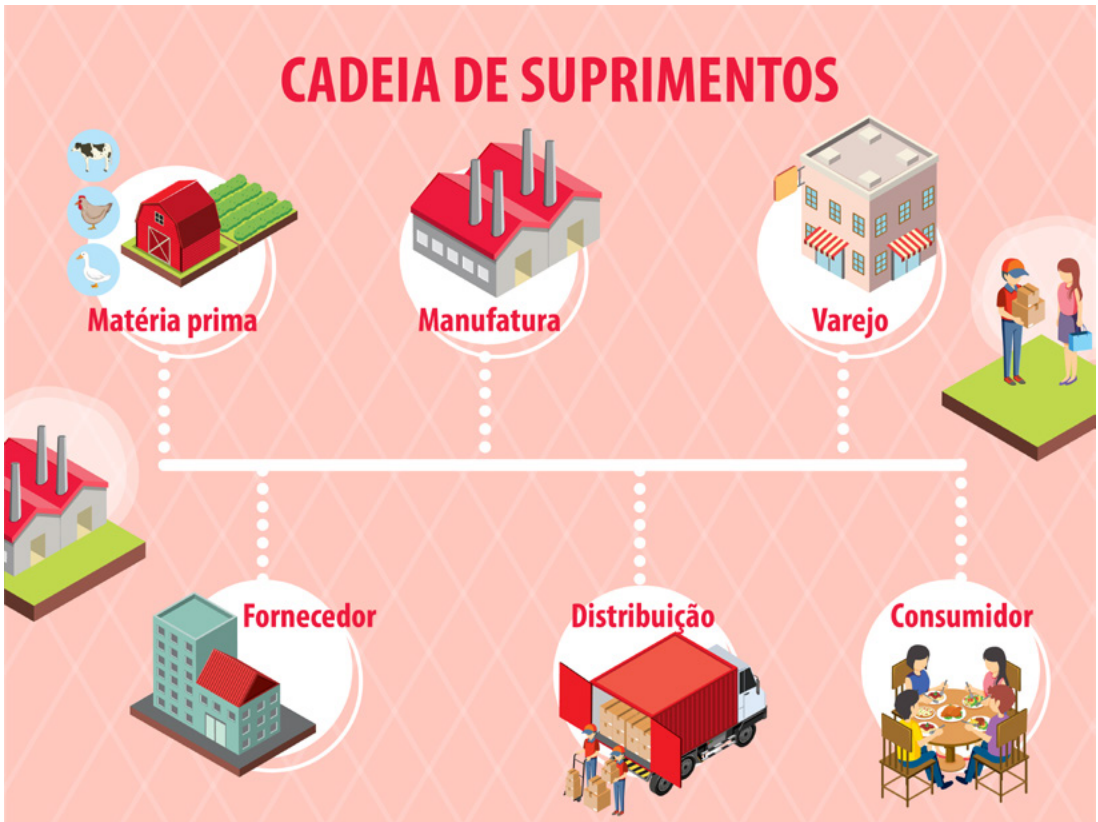 CADEIA DE SUPRIMENTOS
Matéria prima
Manufatura
Varejo
Fornecedor
Distribuição
Consumidor